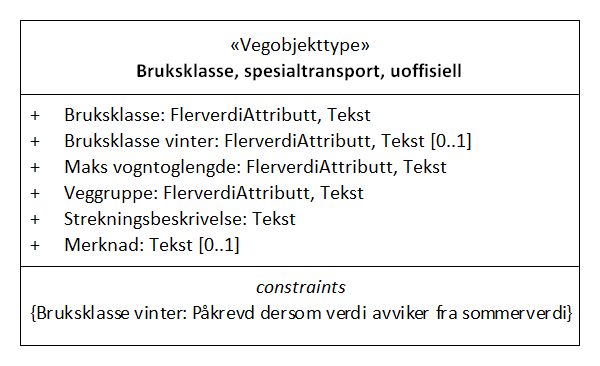 «Vegobjekttype»
Bruksklasse, spesialtransport, uoffisiell
+ Bruksklasse: FlerverdiAttributt, Tekst
+ Bruksklasse vinter: FlerverdiAttributt, Tekst [0..1]
+ Maks vogntoglengde: FlerverdiAttributt, Tekst
+ Veggruppe: FlerverdiAttributt, Tekst
+ Strekningsbeskrivelse: Tekst
+ Merknad: Tekst [0..1]
constraints
{Bruksklasse vinter: Påkrevd dersom verdi avviker fra sommerverdi}